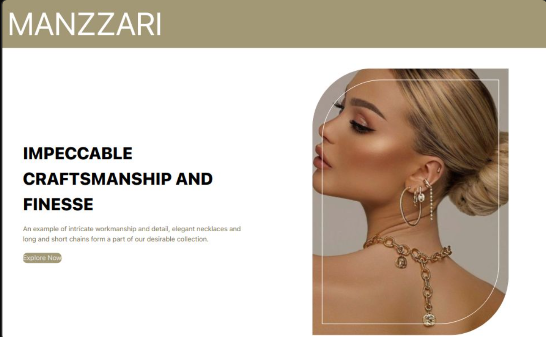 MANZZARI
IMPECCABLE
CRAFTSMANSHIP AND
FINESSE
An example of intricate workmanship and detail, elegant necklaces and
long and short chains form a part of our desirable collection.
Explore Now